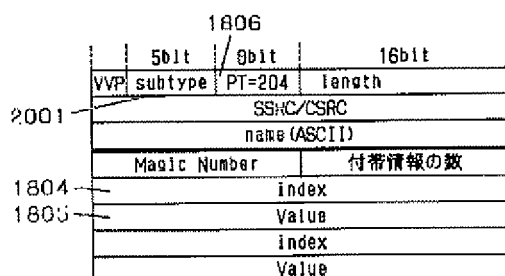 1806
5bit 8bit 16bit
VVP subtype PT=204 length
2001
SSRC/CSRC
name(ASCII)
Magic Number 付帯情報の数
1804 index
1805 Value
index
Value